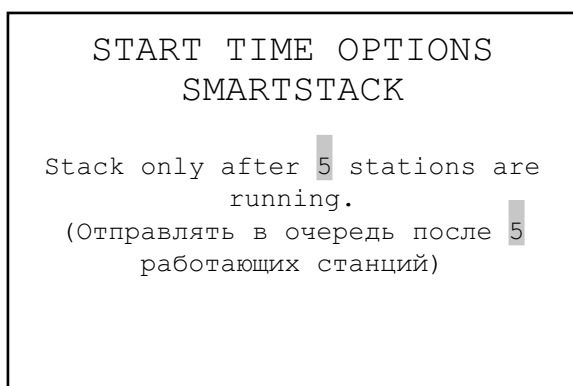 START TIME OPTIONS
SMARTSTACK
Stack only after 5 stations are
running.
(Отправлять в очередь после 5
работающих станций)